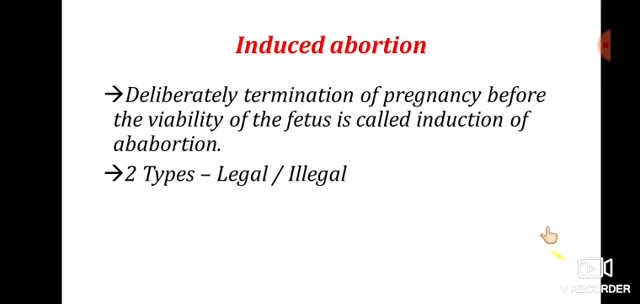 Induced abortion
→Deliberately termination of pregnancy before
the viability of the fetus is called induction of
ababortion.
→2 Types – Legal / Illegal
V RECORDER